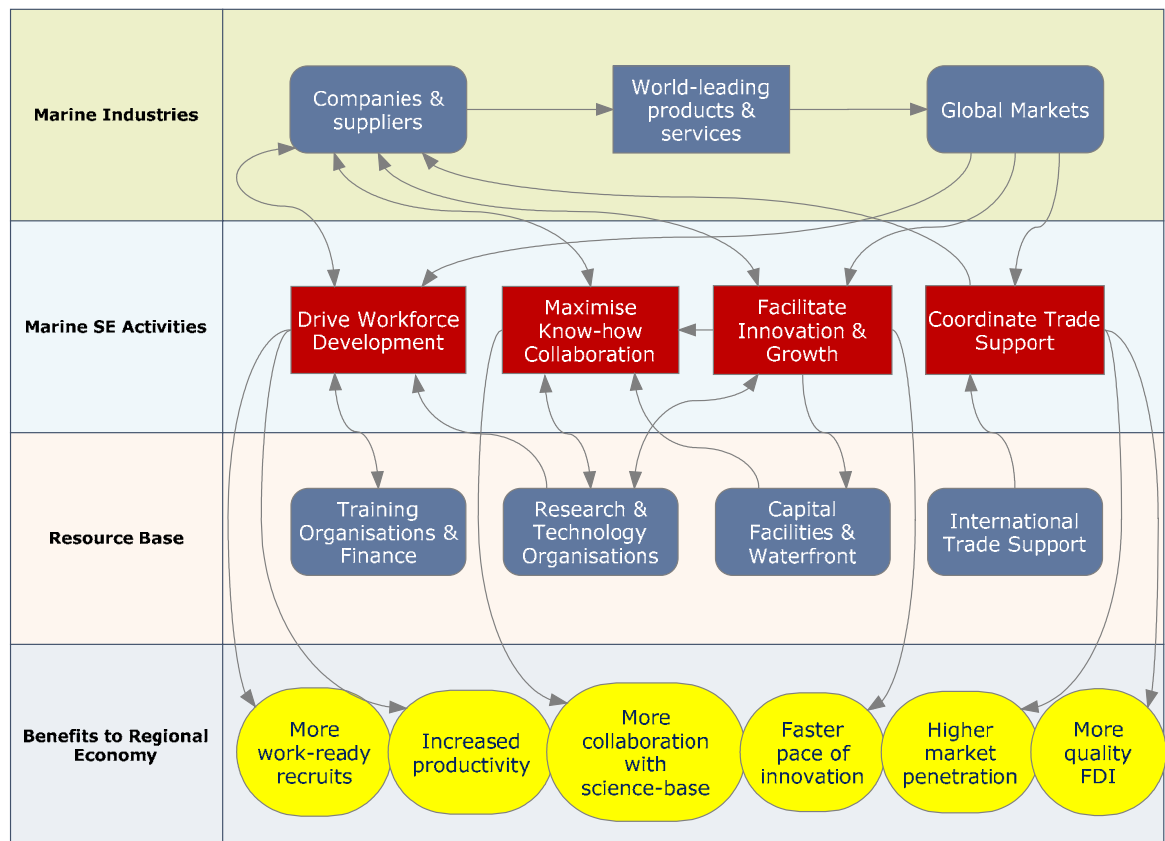 Marine Industries
Companies &
suppliers
World-leading
products &
services
Global Markets
Marine SE Activities
Drive Workforce
Development
Maximise
Know-how
Collaboration
Facilitate
Innovation &
Growth
Coordinate Trade
Support
Resource Base
Training
Organisations &
Finance
Research &
Technology
Organisations
Capital
Facilities &
Waterfront
International
Trade Support
Benefits to Regional
Economy
More
work-ready
recruits
Increased
productivity
More
collaboration
with
science-base
Faster
pace of
innovation
Higher
market
penetration
More
quality
FDI